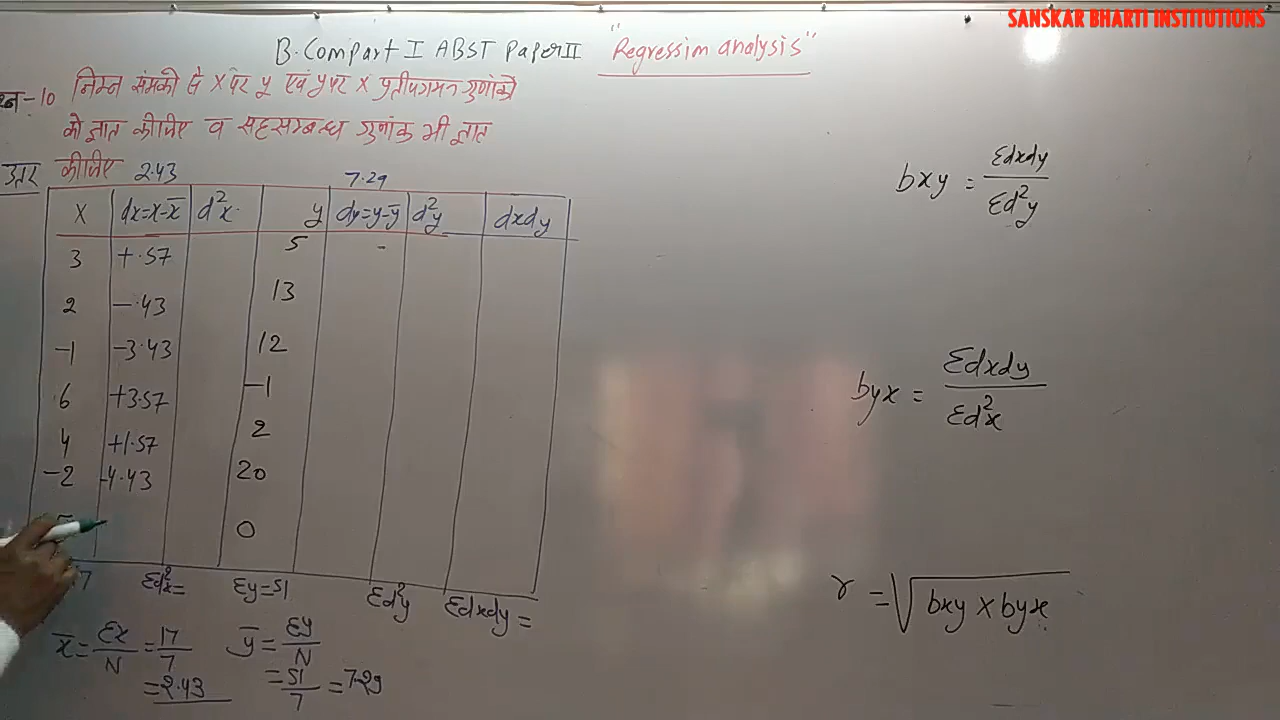 SANSKAR BHARTI INSTITUTIONS
B.Com part I ABST Paper II "Regression analysis"
प्रश्न-10 निम्न समंकों से X पर y एवं y पर X प्रतीपगमन गुणांकों
को ज्ञात कीजिए व सहसम्बन्ध गुणांक भी ज्ञात
उत्तर कीजिए 2.43 7.29
X dx=x-x̄ d²x y dy=y-ȳ d²y dxdy
3 +.57 5 -
2 -.43 13
-1 -3.43 12
6 +3.57 -1
4 +1.57 2
-2 -4.43 20
0
17 Σd²x= Σy=51 Σd²y Σdxdy=
x̄=Σx/N=17/7 ȳ=Σy/N
=2.43 =51/7=7.29
bxy = Σdxdy/Σd²y
byx = Σdxdy/Σd²x
r = √bxy × byx